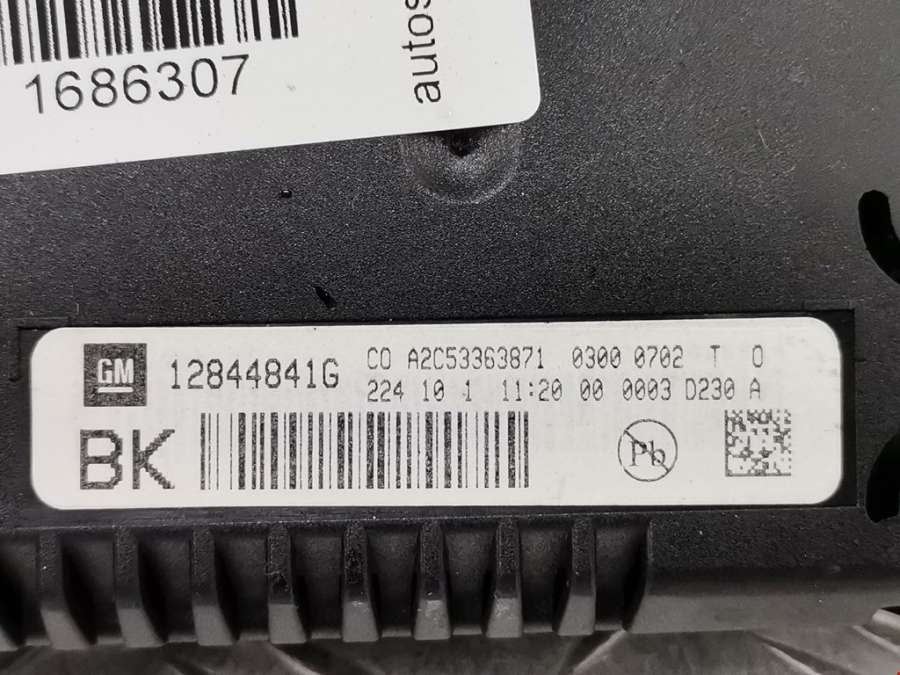 1686307
autos
GM
12844841G
CO A2C53363871 0300 0702 T 0
224 10 1 11:20 00 0003 D230 A
BK
Pb